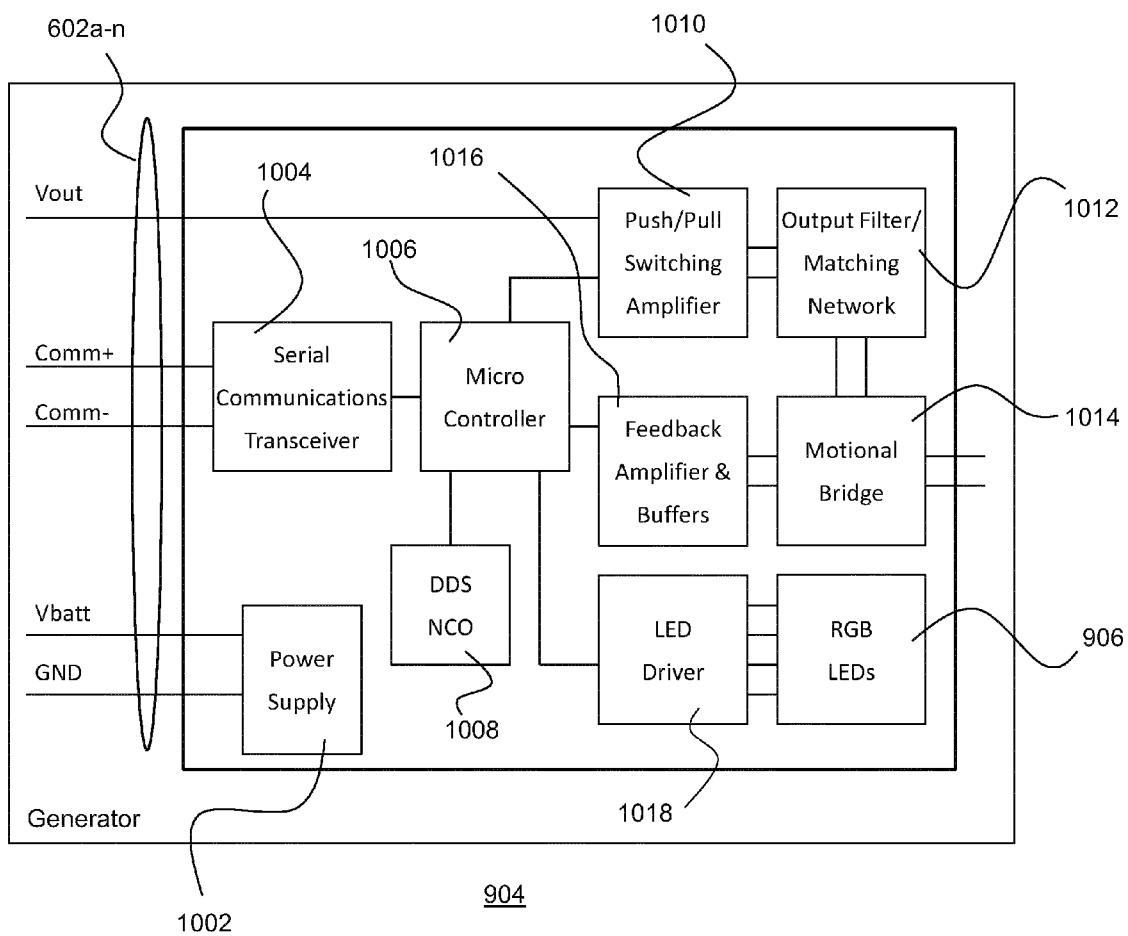 602a-n
1010
1016
1004
Vout
1012
Push/Pull
Switching
Amplifier
Output Filter/
Matching
Network
1006
Comm+
Comm-
Serial
Communications
Transceiver
Micro
Controller
Feedback
Amplifier &
Buffers
Motional
Bridge
1014
Vbatt
GND
Power
Supply
DDS
NCO
LED
Driver
RGB
LEDs
906
1008
1018
Generator
1002
904